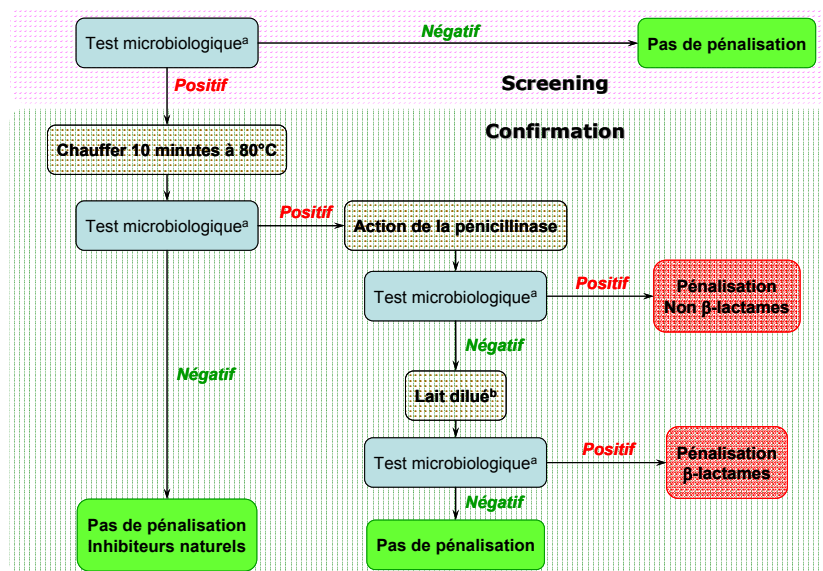 Test microbiologiqueᵃ
Négatif
Pas de pénalisation
Positif
Screening
Confirmation
Chauffer 10 minutes à 80°C
Test microbiologiqueᵃ
Positif
Action de la pénicillinase
Test microbiologiqueᵃ
Positif
Pénalisation
Non β-lactames
Négatif
Négatif
Lait diluéᵇ
Test microbiologiqueᵃ
Positif
Pénalisation
β-lactames
Négatif
Pas de pénalisation
Inhibiteurs naturels
Pas de pénalisation